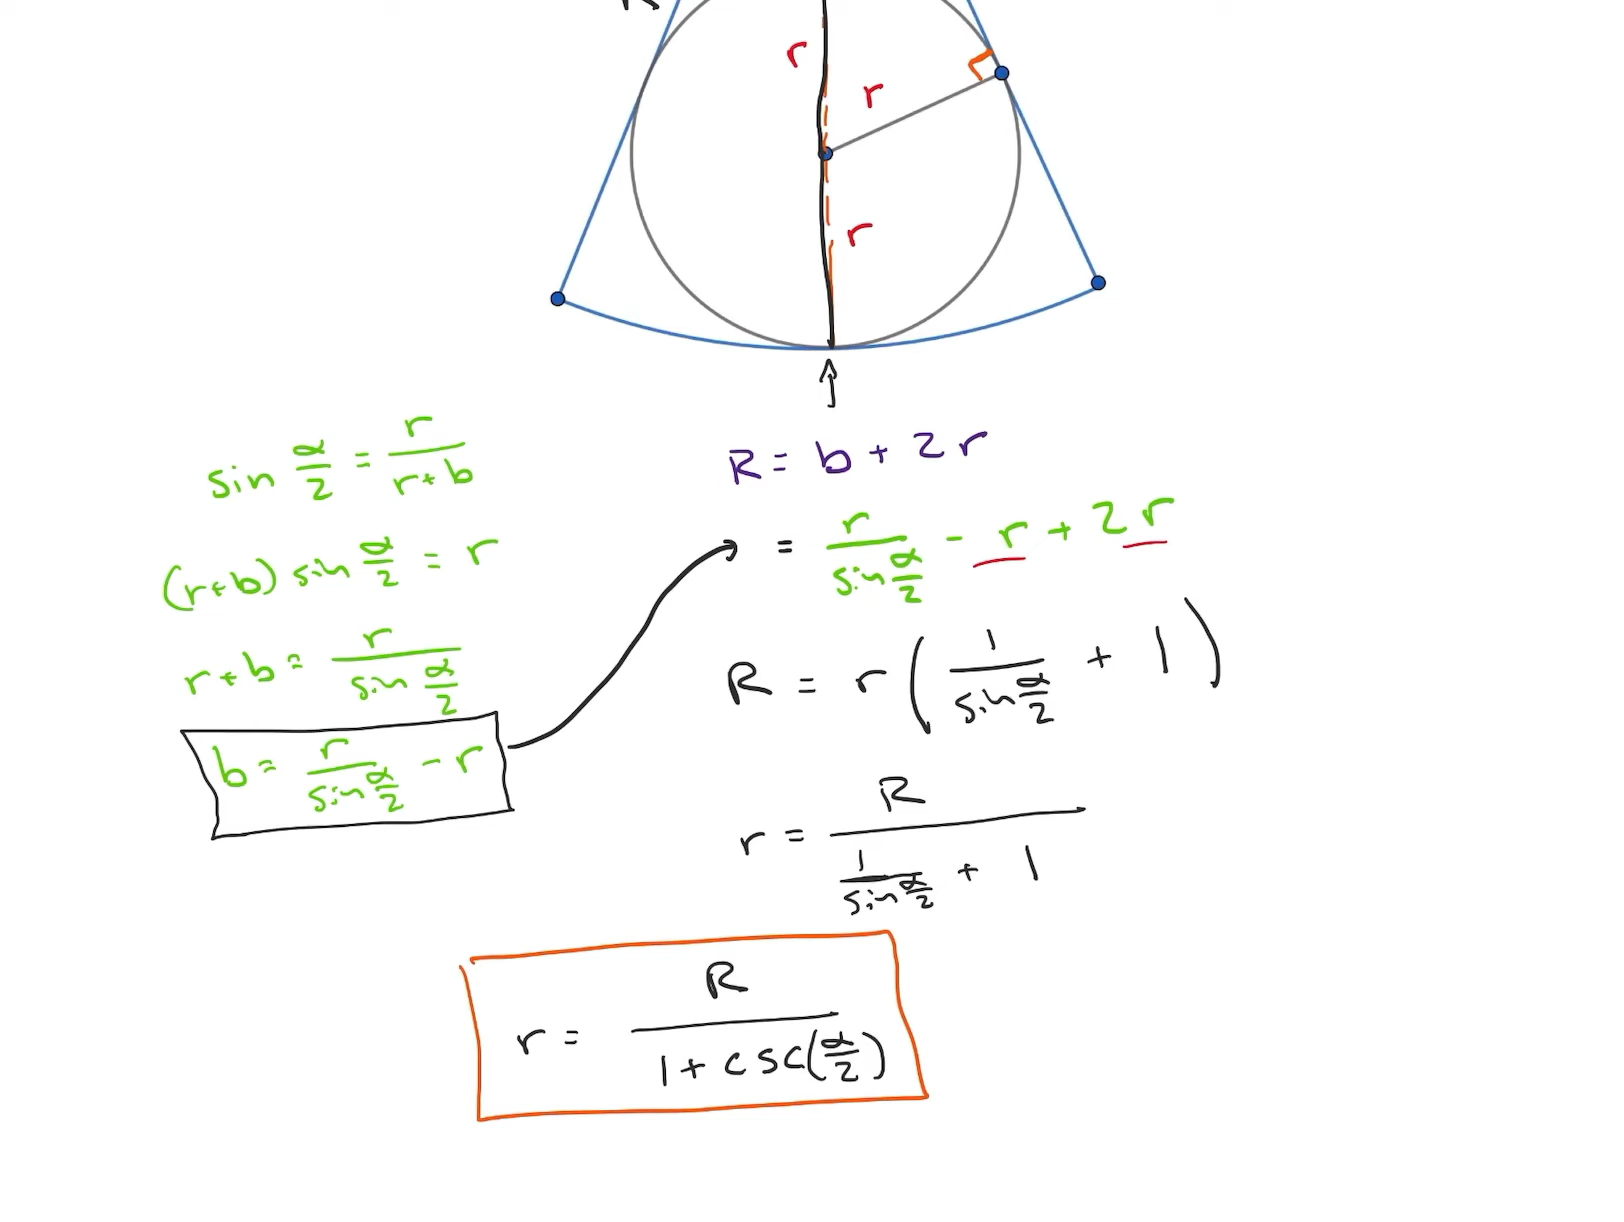 R
r
r
r
sin α/2 = r/(r+b)
(r+b) sin α/2 = r
r+b = r/(sin α/2)
b = r/(sin α/2) - r
R = b + 2r
= r/(sin α/2) - r + 2r
R = r(1/(sin α/2) + 1)
r = R/(1/(sin α/2) + 1)
r = R/(1+csc(α/2))